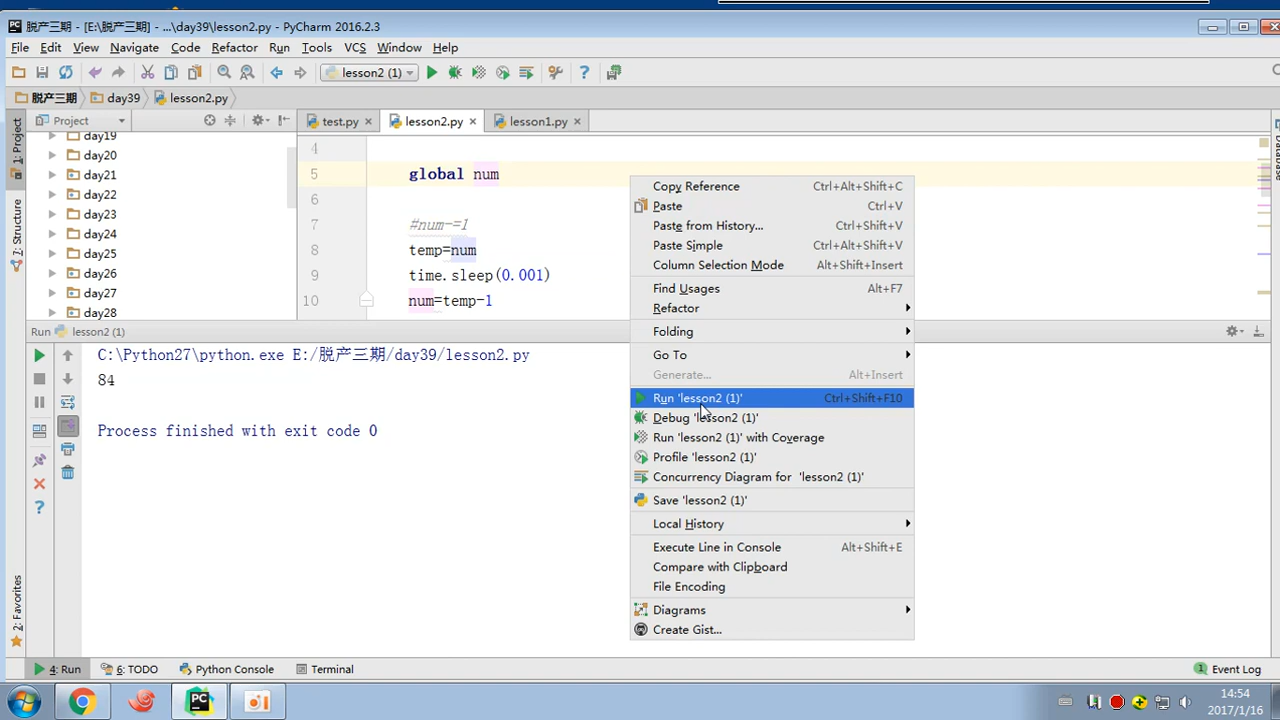 脱产三期 - [E:\脱产三期] - ...\day39\lesson2.py - PyCharm 2016.2.3
File Edit View Navigate Code Refactor Run Tools VCS Window Help
lesson2 (1)
脱产三期 day39 lesson2.py
Project test.py lesson2.py lesson1.py
1: Project
7: Structure
2: Favorites
Database
day19
day20
day21
day22
day23
day24
day25
day26
day27
day28
4
5 global num
6
7 #num-=1
8 temp=num
9 time.sleep(0.001)
10 num=temp-1
Run lesson2 (1)
C:\Python27\python.exe E:/脱产三期/day39/lesson2.py
84
Process finished with exit code 0
Copy Reference Ctrl+Alt+Shift+C
Paste Ctrl+V
Paste from History... Ctrl+Shift+V
Paste Simple Ctrl+Alt+Shift+V
Column Selection Mode Alt+Shift+Insert
Find Usages Alt+F7
Refactor
Folding
Go To
Generate... Alt+Insert
Run 'lesson2 (1)' Ctrl+Shift+F10
Debug 'lesson2 (1)'
Run 'lesson2 (1)' with Coverage
Profile 'lesson2 (1)'
Concurrency Diagram for 'lesson2 (1)'
Save 'lesson2 (1)'
Local History
Execute Line in Console Alt+Shift+E
Compare with Clipboard
File Encoding
Diagrams
Create Gist...
4: Run 6: TODO Python Console Terminal 1 Event Log
14:54
2017/1/16